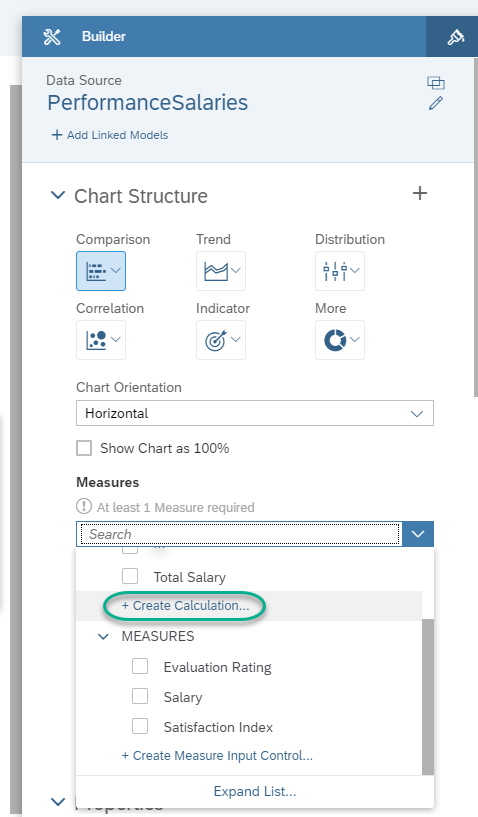 Builder
Data Source
PerformanceSalaries
+ Add Linked Models
Chart Structure
Comparison Trend Distribution
Correlation Indicator More
Chart Orientation
Horizontal
Show Chart as 100%
Measures
At least 1 Measure required
Search
Total Salary
+ Create Calculation...
MEASURES
Evaluation Rating
Salary
Satisfaction Index
+ Create Measure Input Control...
Expand List...
Properties